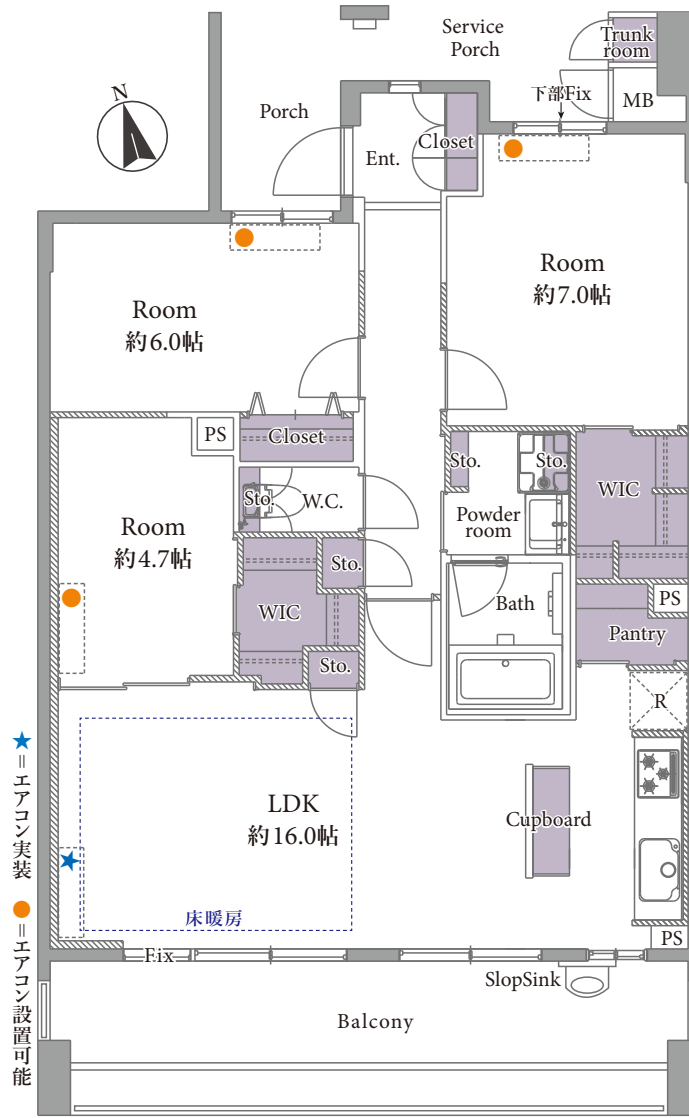 Service
Porch
Trunk
room
MB
下部Fix
N
Porch
Ent.
Closet
Room
約7.0帖
Room
約6.0帖
PS
Closet
Sto.
W.C.
Sto.
Sto.
Powder
room
WIC
Room
約4.7帖
WIC
Sto.
Sto.
Bath
PS
Pantry
R
LDK
約16.0帖
Cupboard
床暖房
PS
Fix
SlopSink
Balcony
★=エアコン実装 ●=エアコン設置可能